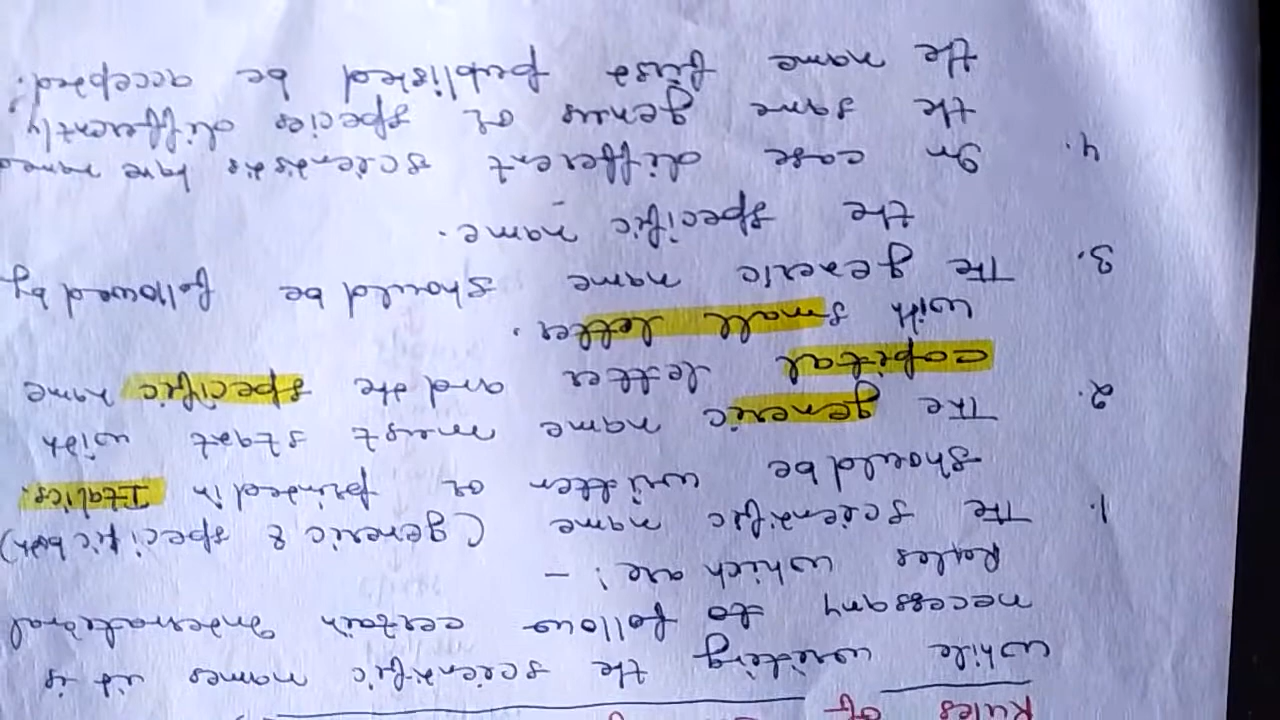 Rules of
While writing the scientific names it is
necessary to follow certain International
Rules which are :-
1. The scientific name (generic & specific both)
should be written or printed in Italics.
2. The generic name must start with
capital letter and the specific name
with small letter.
3. The generic name should be followed by
the specific name.
4. In case different scientists have named
the same genus or species differently
the name first published be accepted.